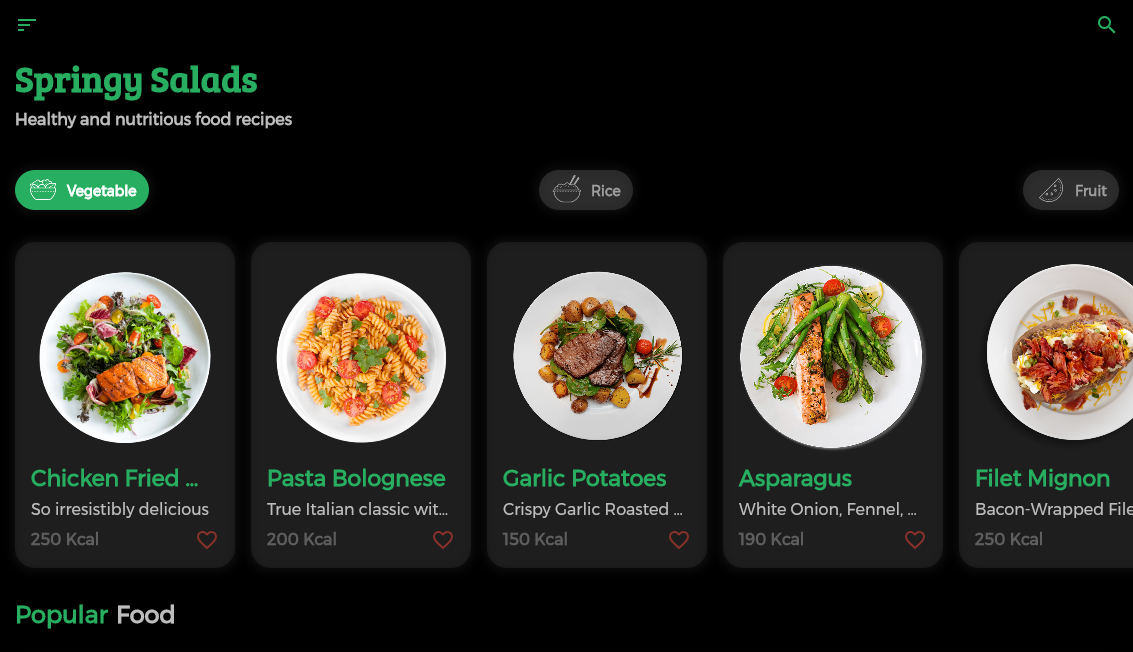 Springy Salads
Healthy and nutritious food recipes
Vegetable
Rice
Fruit
Chicken Fried ...
So irresistibly delicious
250 Kcal
Pasta Bolognese
True Italian classic wit...
200 Kcal
Garlic Potatoes
Crispy Garlic Roasted ...
150 Kcal
Asparagus
White Onion, Fennel, ...
190 Kcal
Filet Mignon
Bacon-Wrapped File
250 Kcal
Popular Food